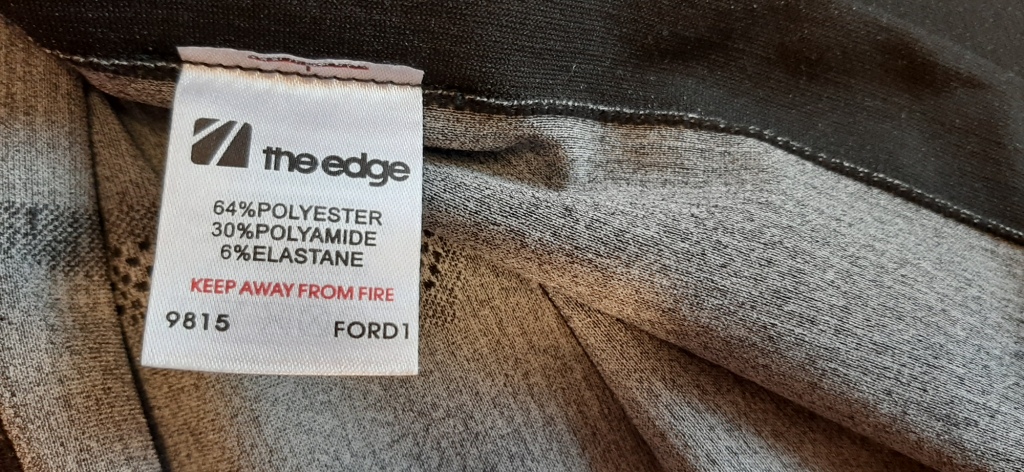 the edge
64%POLYESTER
30%POLYAMIDE
6%ELASTANE
KEEP AWAY FROM FIRE
9815 FORD1